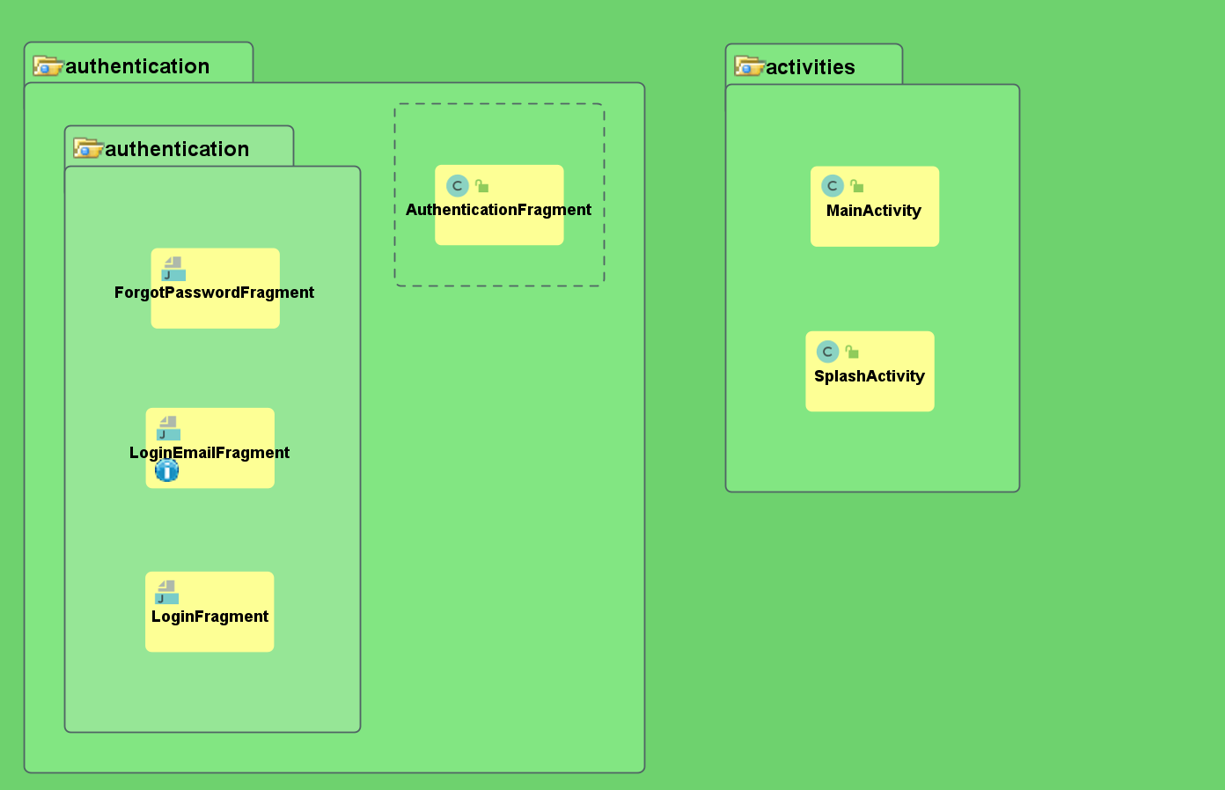 authentication
authentication
AuthenticationFragment
ForgotPasswordFragment
J
LoginEmailFragment
J
LoginFragment
J
C
activities
C
MainActivity
C
SplashActivity